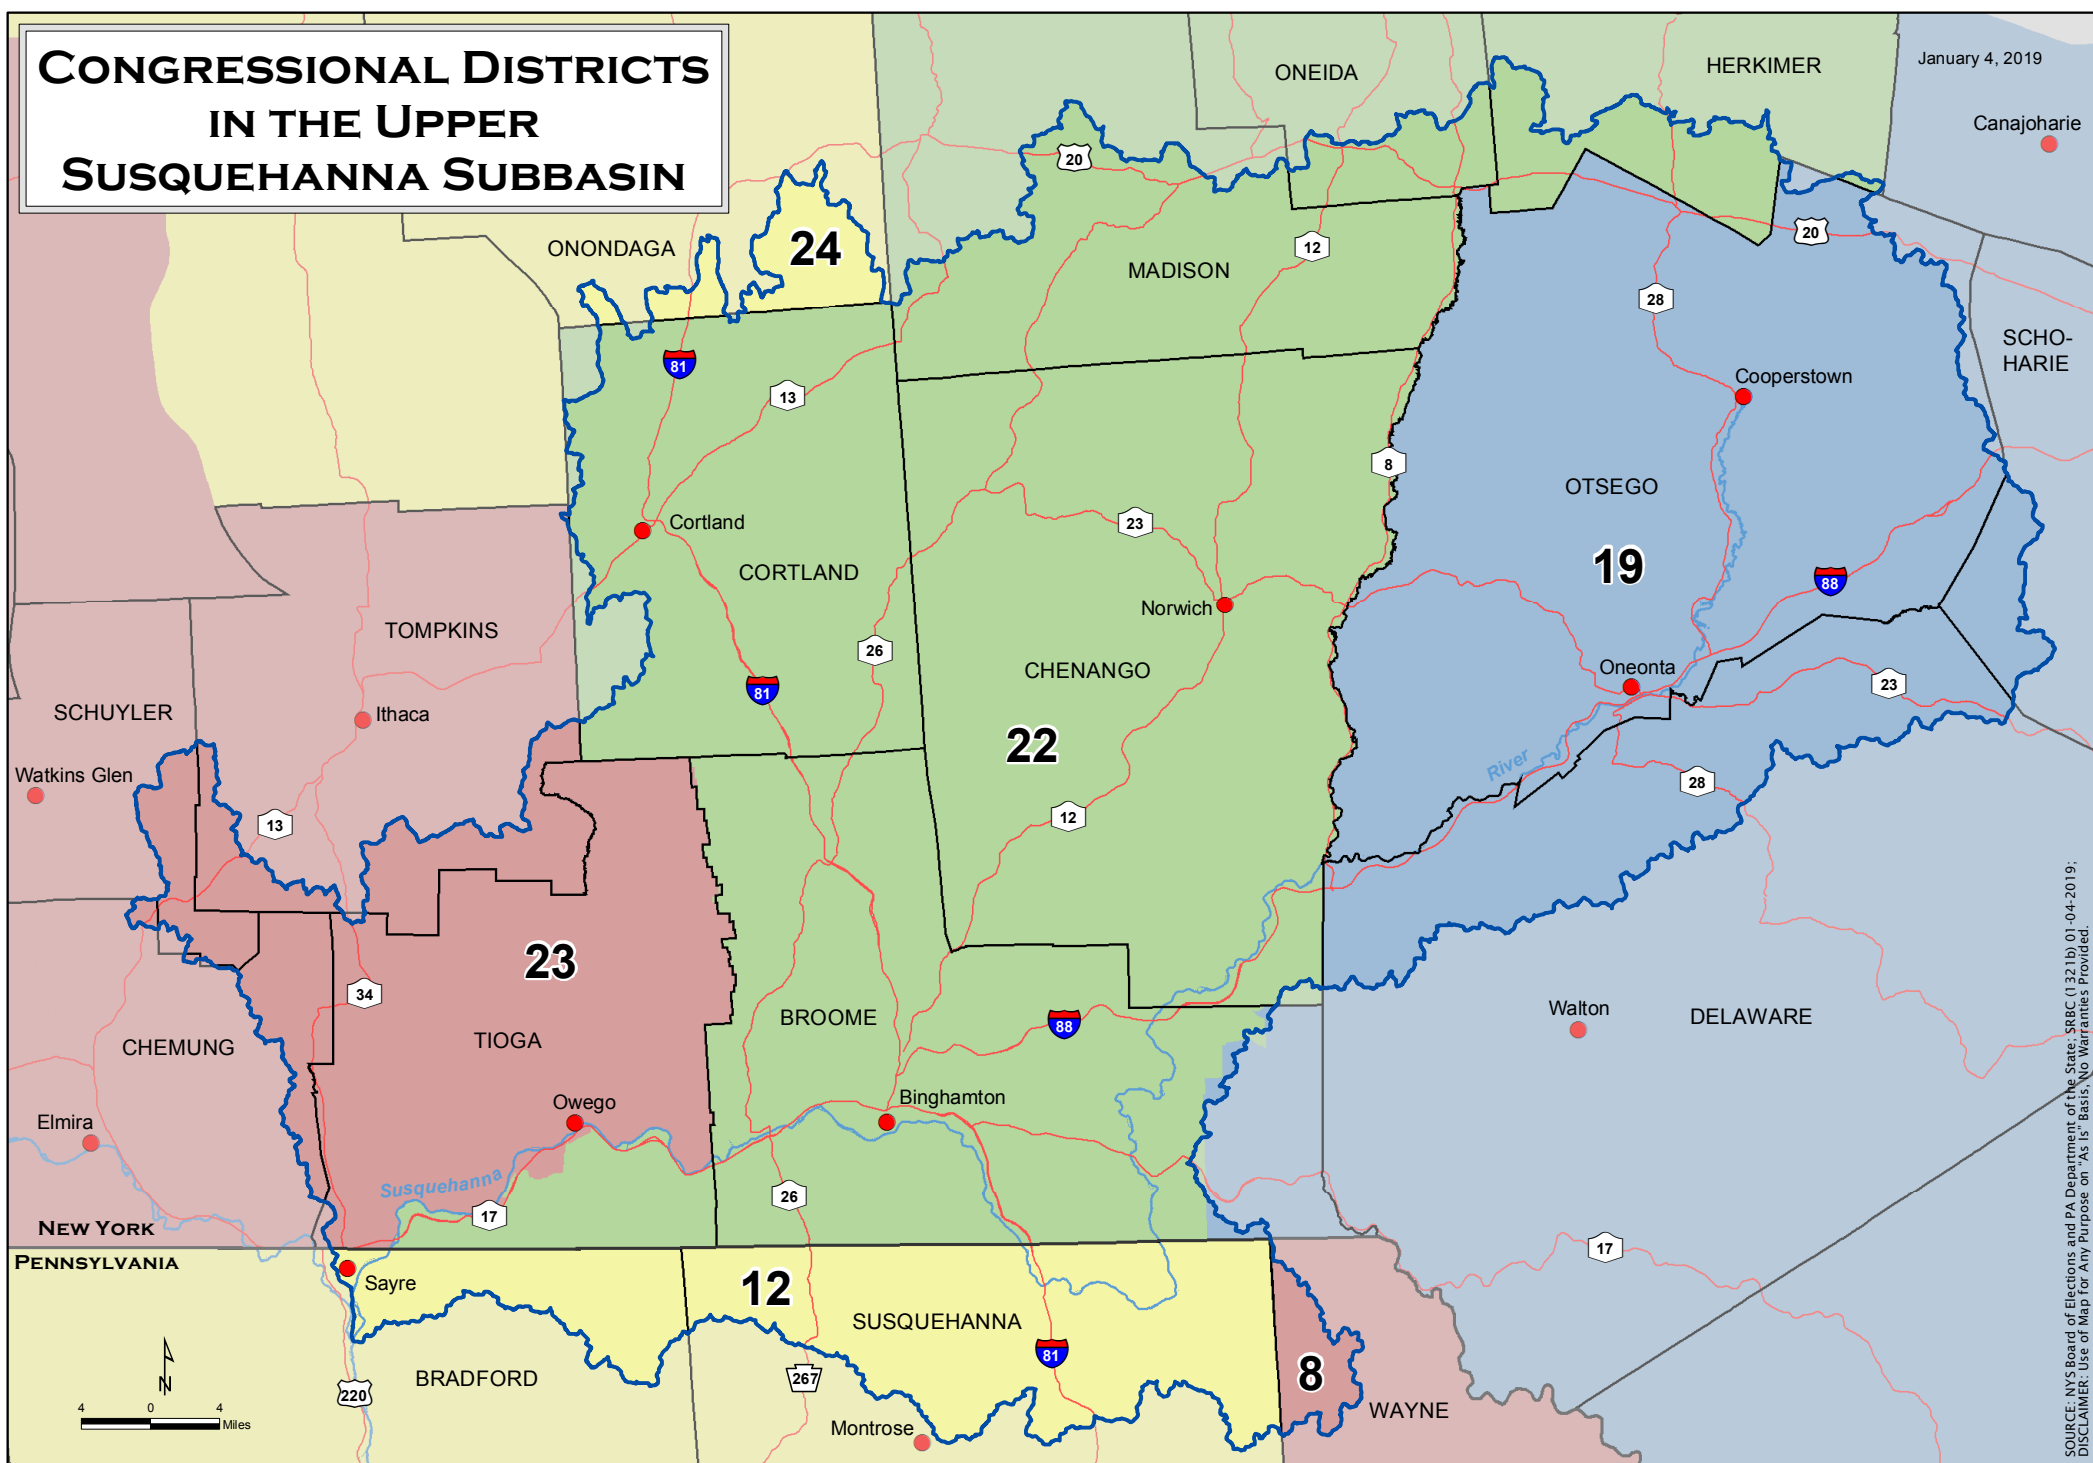 CONGRESSIONAL DISTRICTS
IN THE UPPER
SUSQUEHANNA SUBBASIN
January 4, 2019
ONEIDA
HERKIMER
Canajoharie
20
ONONDAGA
24
12
MADISON
20
28
81
13
SCHO-
HARIE
Cooperstown
8
OTSEGO
Cortland
23
CORTLAND
19
88
Norwich
TOMPKINS
26
CHENANGO
Oneonta
23
81
SCHUYLER
Ithaca
22
River
Watkins Glen
28
13
12
23
34
Walton
DELAWARE
BROOME
88
TIOGA
CHEMUNG
Owego
Binghamton
Elmira
Susquehanna
26
17
NEW YORK
PENNSYLVANIA
17
Sayre
12
SUSQUEHANNA
81
8
BRADFORD
267
220
N
WAYNE
4 0 4
Miles
Montrose
SOURCE: NYS Board of Elections and PA Department of the State; SRBC (1321b) 01-04-2019;
DISCLAIMER: Use of Map for Any Purpose on "As Is" Basis, No Warranties Provided.